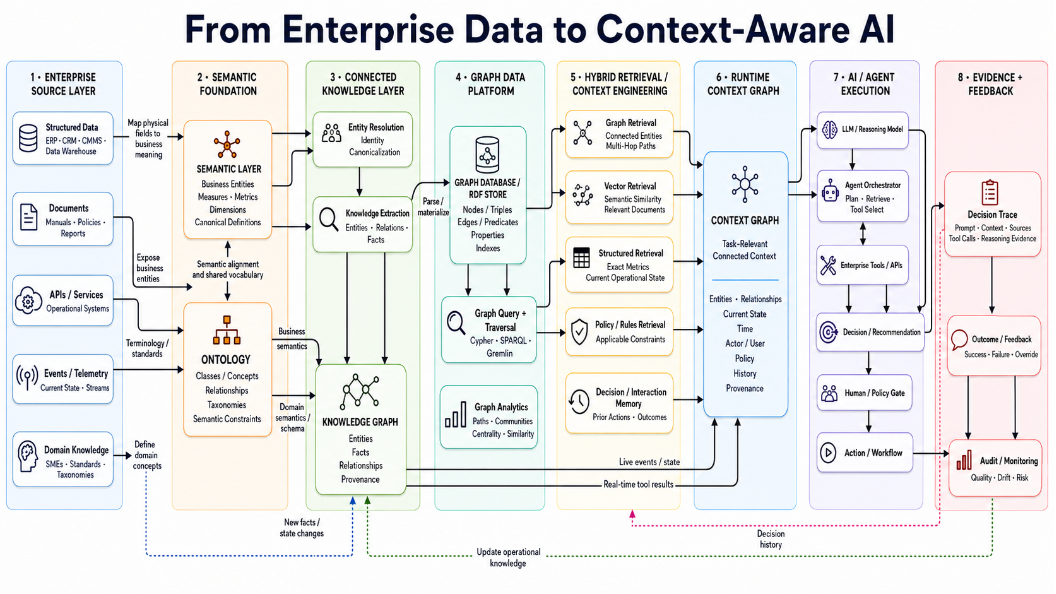 From Enterprise Data to Context-Aware AI
1 • ENTERPRISE
SOURCE LAYER
Structured Data
ERP • CRM • CMMS •
Data Warehouse
Documents
Manuals • Policies •
Reports
APIs / Services
Operational Systems
Events / Telemetry
Current State • Streams
Domain Knowledge
SMEs • Standards •
Taxonomies
Map physical
fields to
business
meaning
Expose
business
entities
Terminology /
standards
Define
domain
concepts
2 • SEMANTIC
FOUNDATION
SEMANTIC LAYER
Business Entities
Measures • Metrics
Dimensions
Canonical Definitions
Semantic alignment
and shared vocabulary
ONTOLOGY
Classes / Concepts
Relationships
Taxonomies
Semantic Constraints
Business
semantics
Domain
semantics /
schema
3 • CONNECTED
KNOWLEDGE LAYER
Entity Resolution
Identity
Canonicalization
Knowledge Extraction
Entities • Relations •
Facts
KNOWLEDGE GRAPH
Entities
Facts
Relationships
Provenance
Parse /
materialize
4 • GRAPH DATA
PLATFORM
GRAPH DATABASE /
RDF STORE
Nodes / Triples
Edges / Predicates
Properties
Indexes
Graph Query +
Traversal
Cypher • SPARQL •
Gremlin
Graph Analytics
Paths • Communities
Centrality • Similarity
5 • HYBRID RETRIEVAL /
CONTEXT ENGINEERING
Graph Retrieval
Connected Entities
Multi-Hop Paths
Vector Retrieval
Semantic Similarity
Relevant Documents
Structured Retrieval
Exact Metrics
Current Operational State
Policy / Rules Retrieval
Applicable Constraints
Decision / Interaction
Memory
Prior Actions • Outcomes
Live events / state
Real-time tool results
6 • RUNTIME
CONTEXT GRAPH
CONTEXT GRAPH
Task-Relevant
Connected Context
Entities • Relationships
Current State
Time
Actor / User
Policy
History
Provenance
7 • AI / AGENT
EXECUTION
LLM / Reasoning Model
Agent Orchestrator
Plan • Retrieve •
Tool Select
Enterprise Tools / APIs
Decision / Recommendation
Human / Policy Gate
Action / Workflow
8 • EVIDENCE +
FEEDBACK
Decision Trace
Prompt • Context • Sources
Tool Calls • Reasoning Evidence
Outcome / Feedback
Success • Failure • Override
Audit / Monitoring
Quality • Drift • Risk
New facts /
state changes
Update operational
knowledge
Decision
history